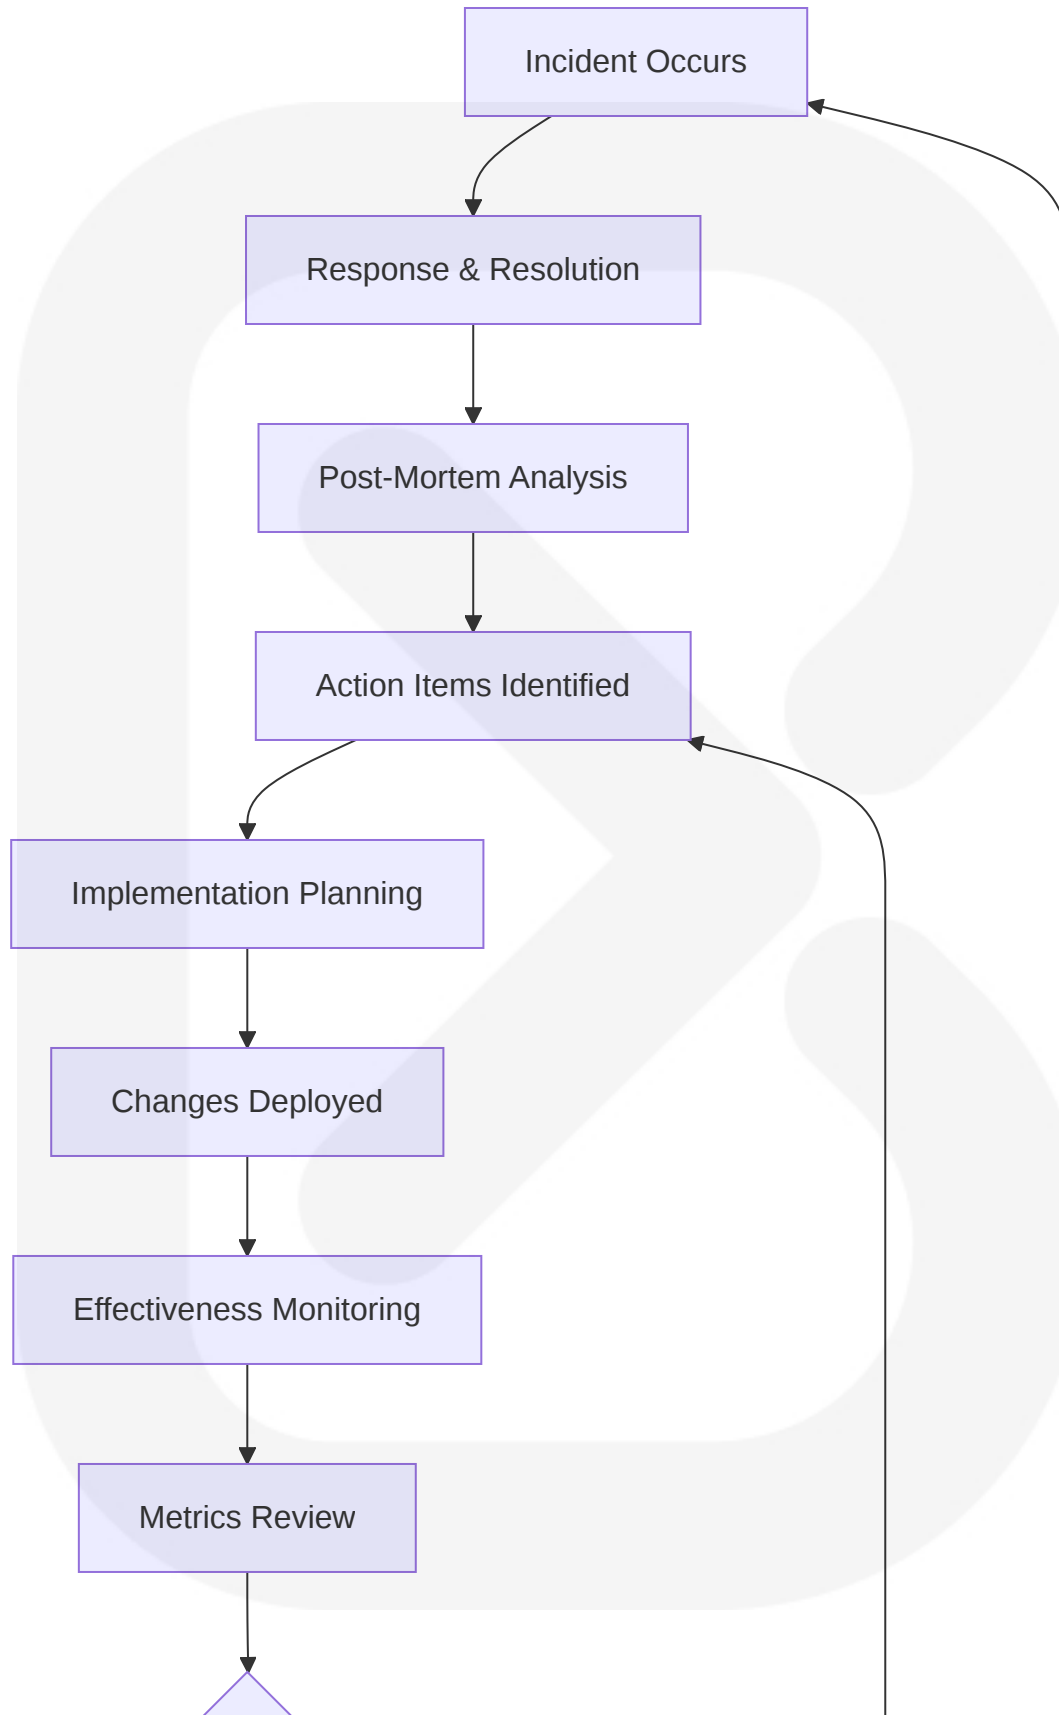 Incident Occurs
Response & Resolution
Post-Mortem Analysis
Action Items Identified
Implementation Planning
Changes Deployed
Effectiveness Monitoring
Metrics Review